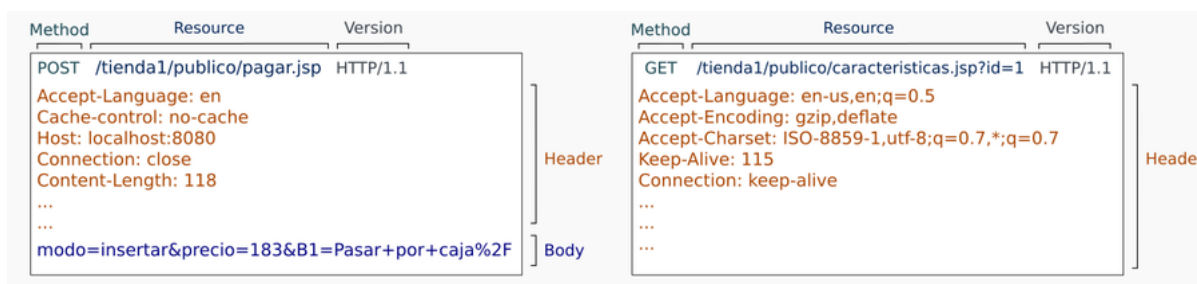 Method Resource Version
POST /tienda1/publico/pagar.jsp HTTP/1.1
Accept-Language: en
Cache-control: no-cache
Host: localhost:8080
Connection: close
Content-Length: 118
...
...
Header
modo=insertar&precio=183&B1=Pasar+por+caja%2F
Body
Method Resource Version
GET /tienda1/publico/caracteristicas.jsp?id=1 HTTP/1.1
Accept-Language: en-us,en;q=0.5
Accept-Encoding: gzip,deflate
Accept-Charset: ISO-8859-1,utf-8;q=0.7,*;q=0.7
Keep-Alive: 115
Connection: keep-alive
...
...
...
Heade